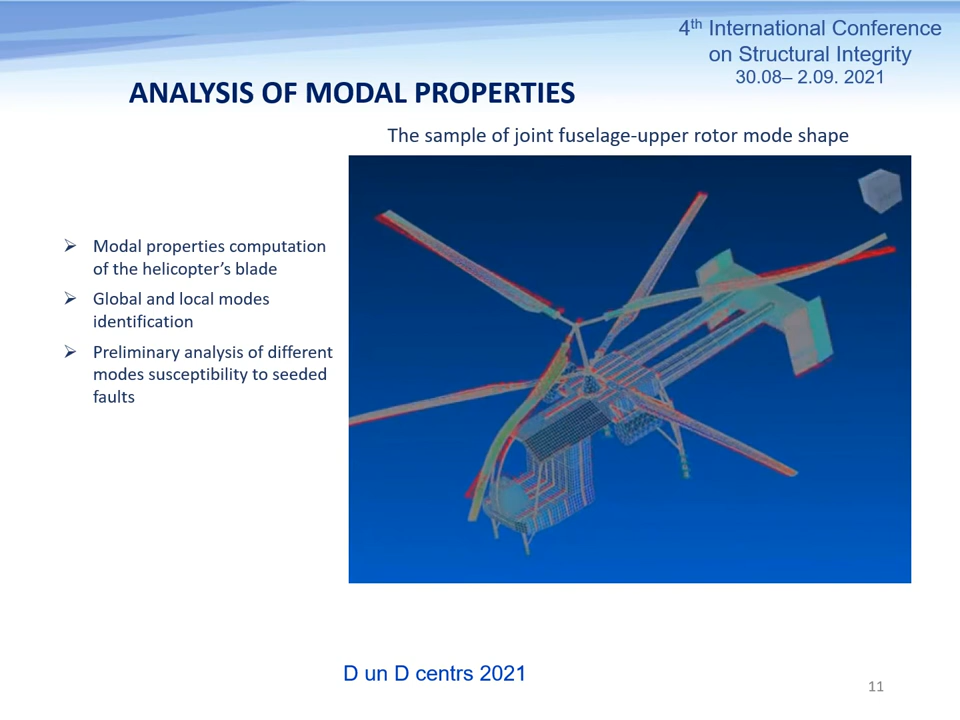 4th International Conference
on Structural Integrity
30.08– 2.09. 2021
ANALYSIS OF MODAL PROPERTIES
The sample of joint fuselage-upper rotor mode shape
➢ Modal properties computation
of the helicopter’s blade
➢ Global and local modes
identification
➢ Preliminary analysis of different
modes susceptibility to seeded
faults
D un D centrs 2021
11